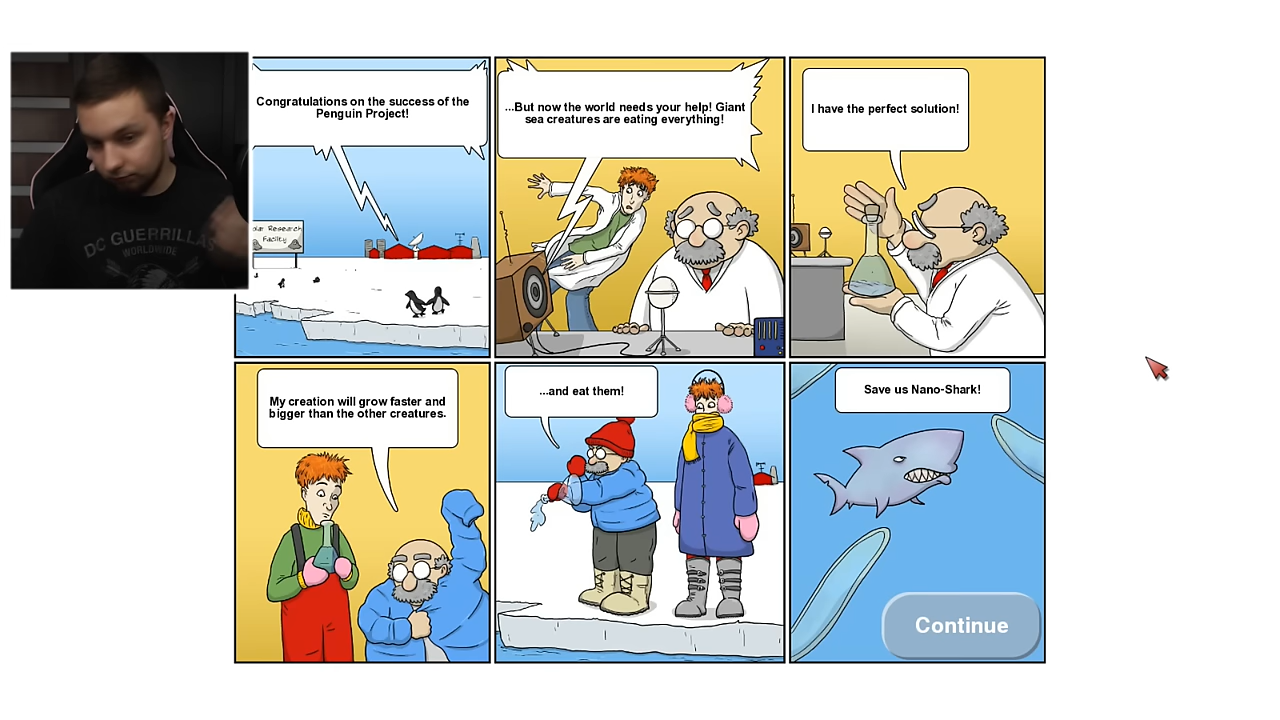 Congratulations on the success of the
Penguin Project!
...But now the world needs your help! Giant
sea creatures are eating everything!
I have the perfect solution!
DC GUERRILLAS
WORLDWIDE
Research
Facility
My creation will grow faster and
bigger than the other creatures.
...and eat them!
Save us Nano-Shark!
Continue